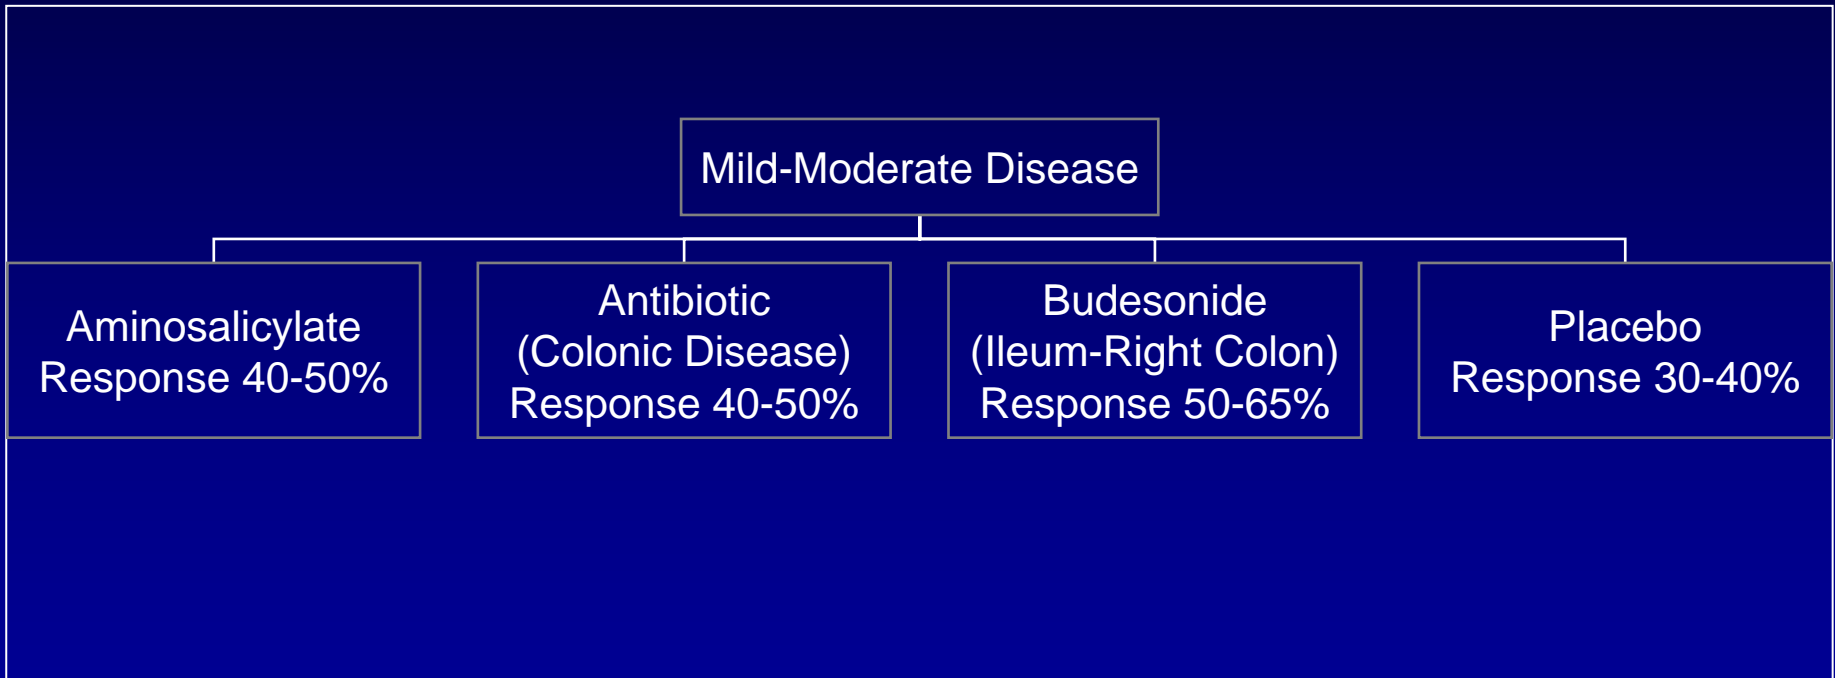 Mild-Moderate Disease
Aminosalicylate
Response 40-50%
Antibiotic
(Colonic Disease)
Response 40-50%
Budesonide
(Ileum-Right Colon)
Response 50-65%
Placebo
Response 30-40%